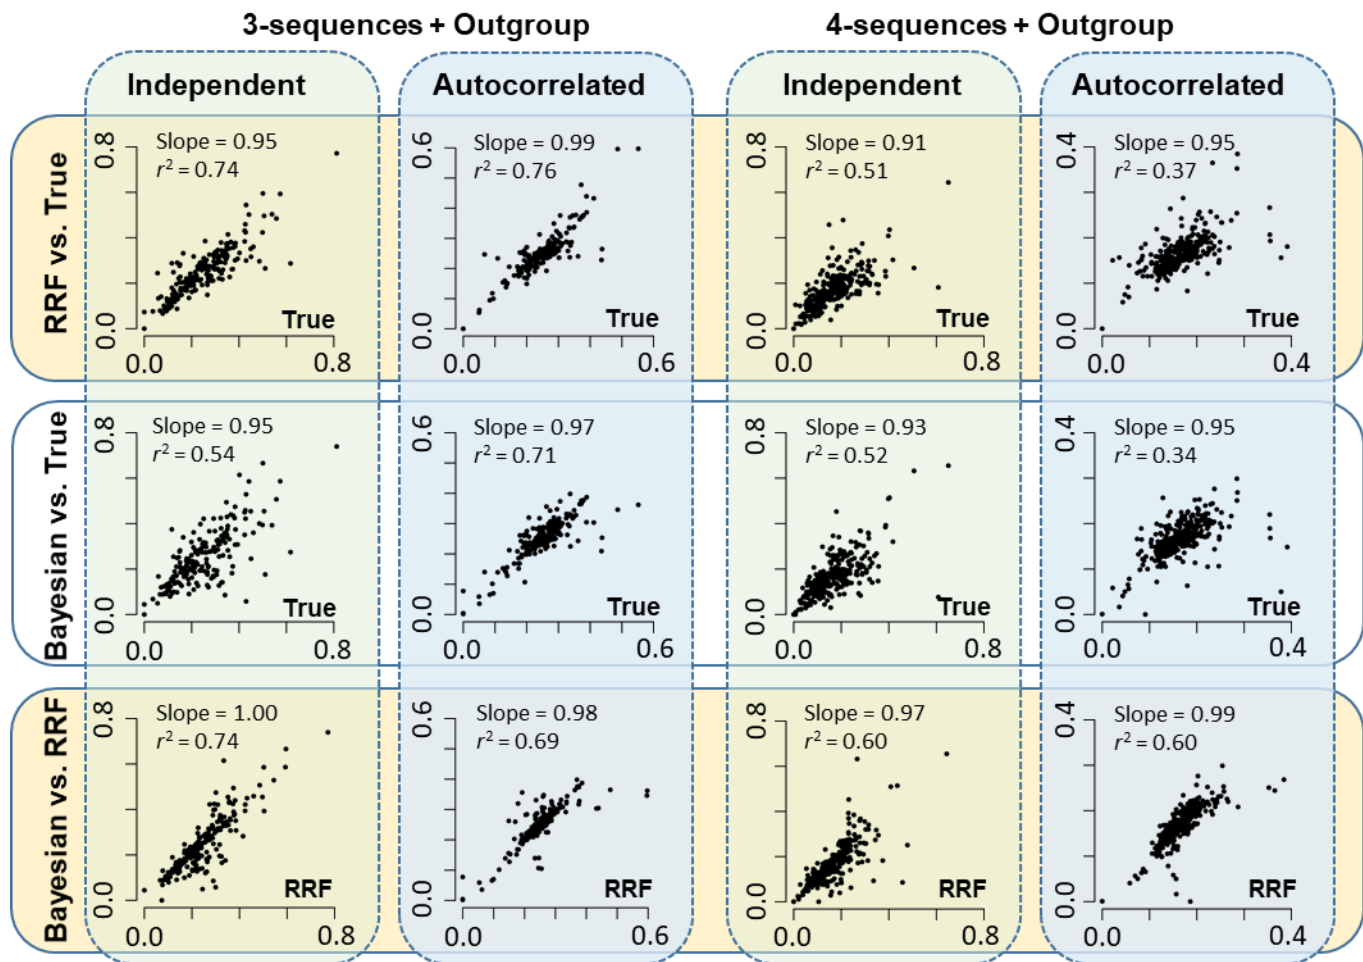 3-sequences + Outgroup
4-sequences + Outgroup
Independent
Autocorrelated
Independent
Autocorrelated
RRF vs. True
Slope = 0.95
r² = 0.74
0.8
0.0
True
0.0
0.8
Slope = 0.99
r² = 0.76
0.6
0.0
True
0.0
0.6
Slope = 0.91
r² = 0.51
0.8
0.0
True
0.0
0.8
Slope = 0.95
r² = 0.37
0.4
0.0
True
0.0
0.4
Bayesian vs. True
Slope = 0.95
r² = 0.54
0.8
0.0
True
0.0
0.8
Slope = 0.97
r² = 0.71
0.6
0.0
True
0.0
0.6
Slope = 0.93
r² = 0.52
0.8
0.0
True
0.0
0.8
Slope = 0.95
r² = 0.34
0.4
0.0
True
0.0
0.4
Bayesian vs. RRF
Slope = 1.00
r² = 0.74
0.8
0.0
RRF
0.0
0.8
Slope = 0.98
r² = 0.69
0.6
0.0
RRF
0.0
0.6
Slope = 0.97
r² = 0.60
0.8
0.0
RRF
0.0
0.8
Slope = 0.99
r² = 0.60
0.4
0.0
RRF
0.0
0.4